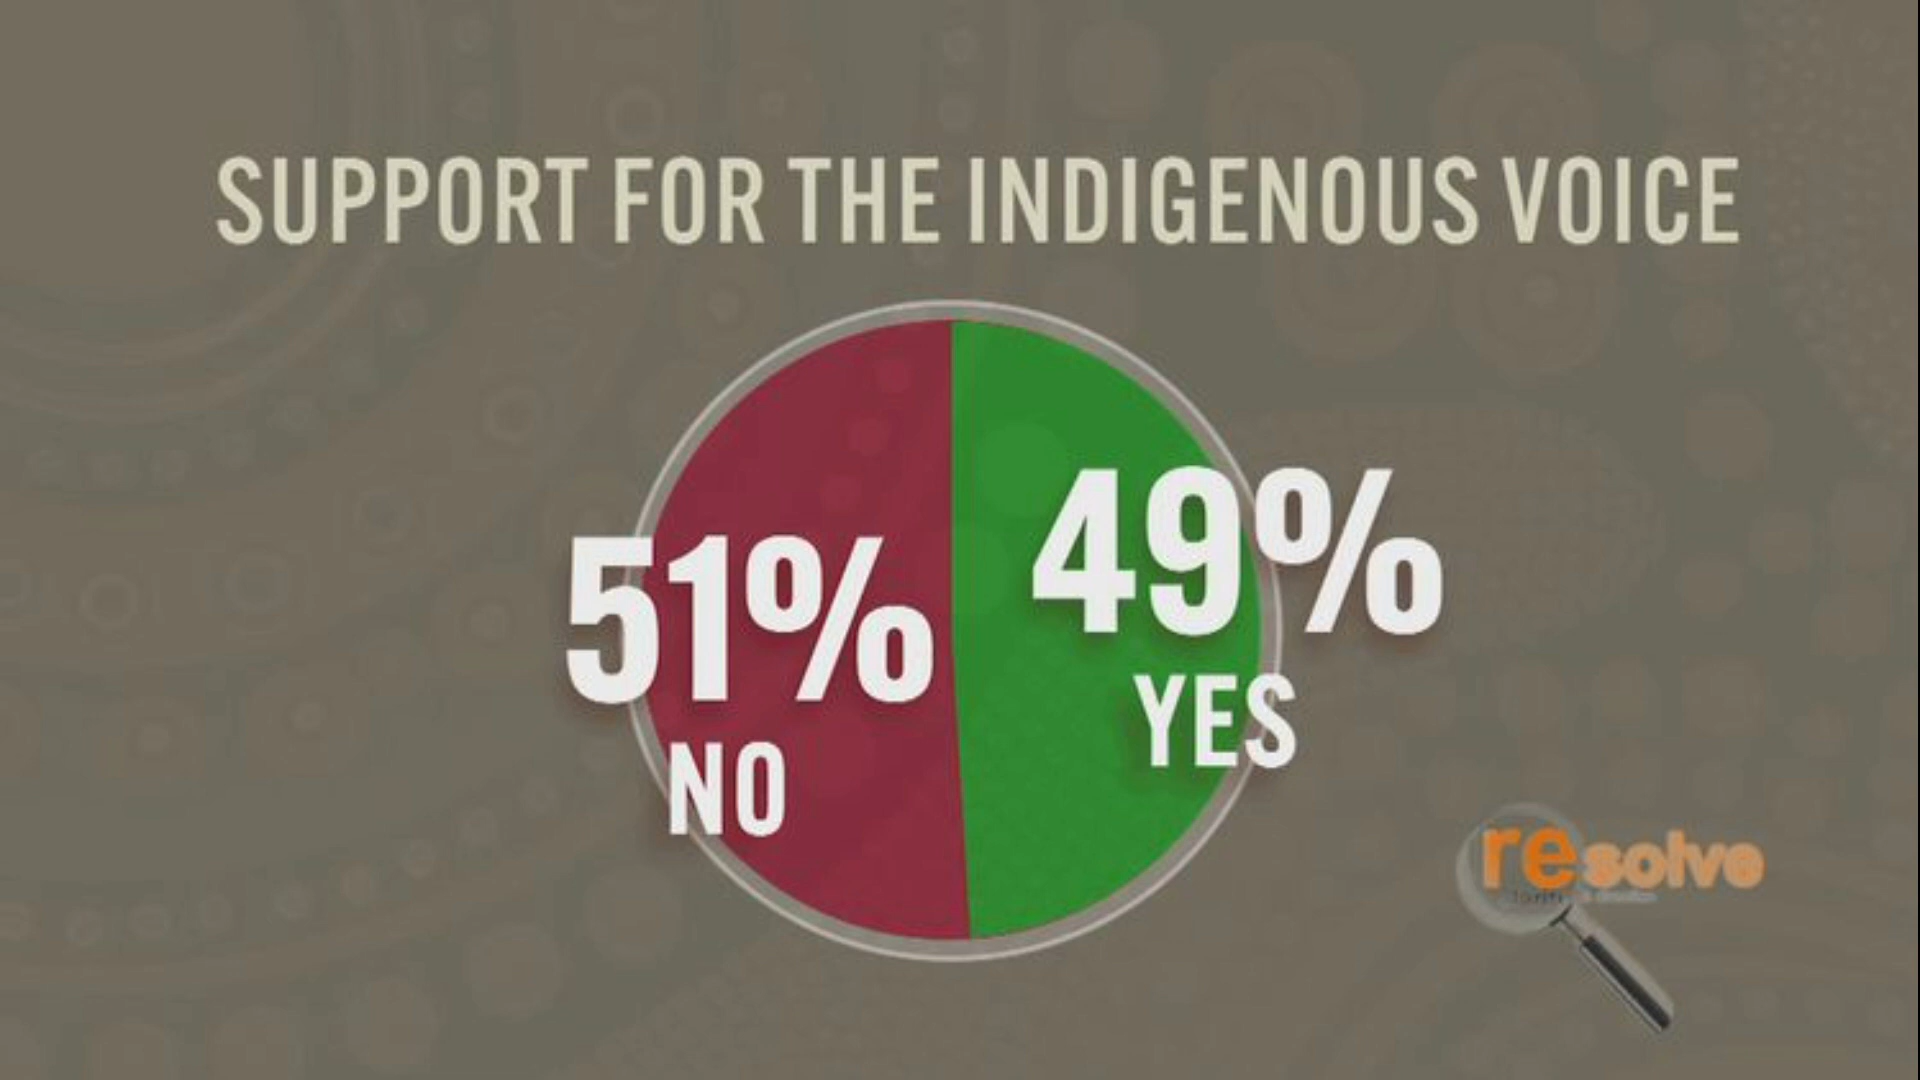 SUPPORT FOR THE INDIGENOUS VOICE
49%
YES
51%
NO
resolve